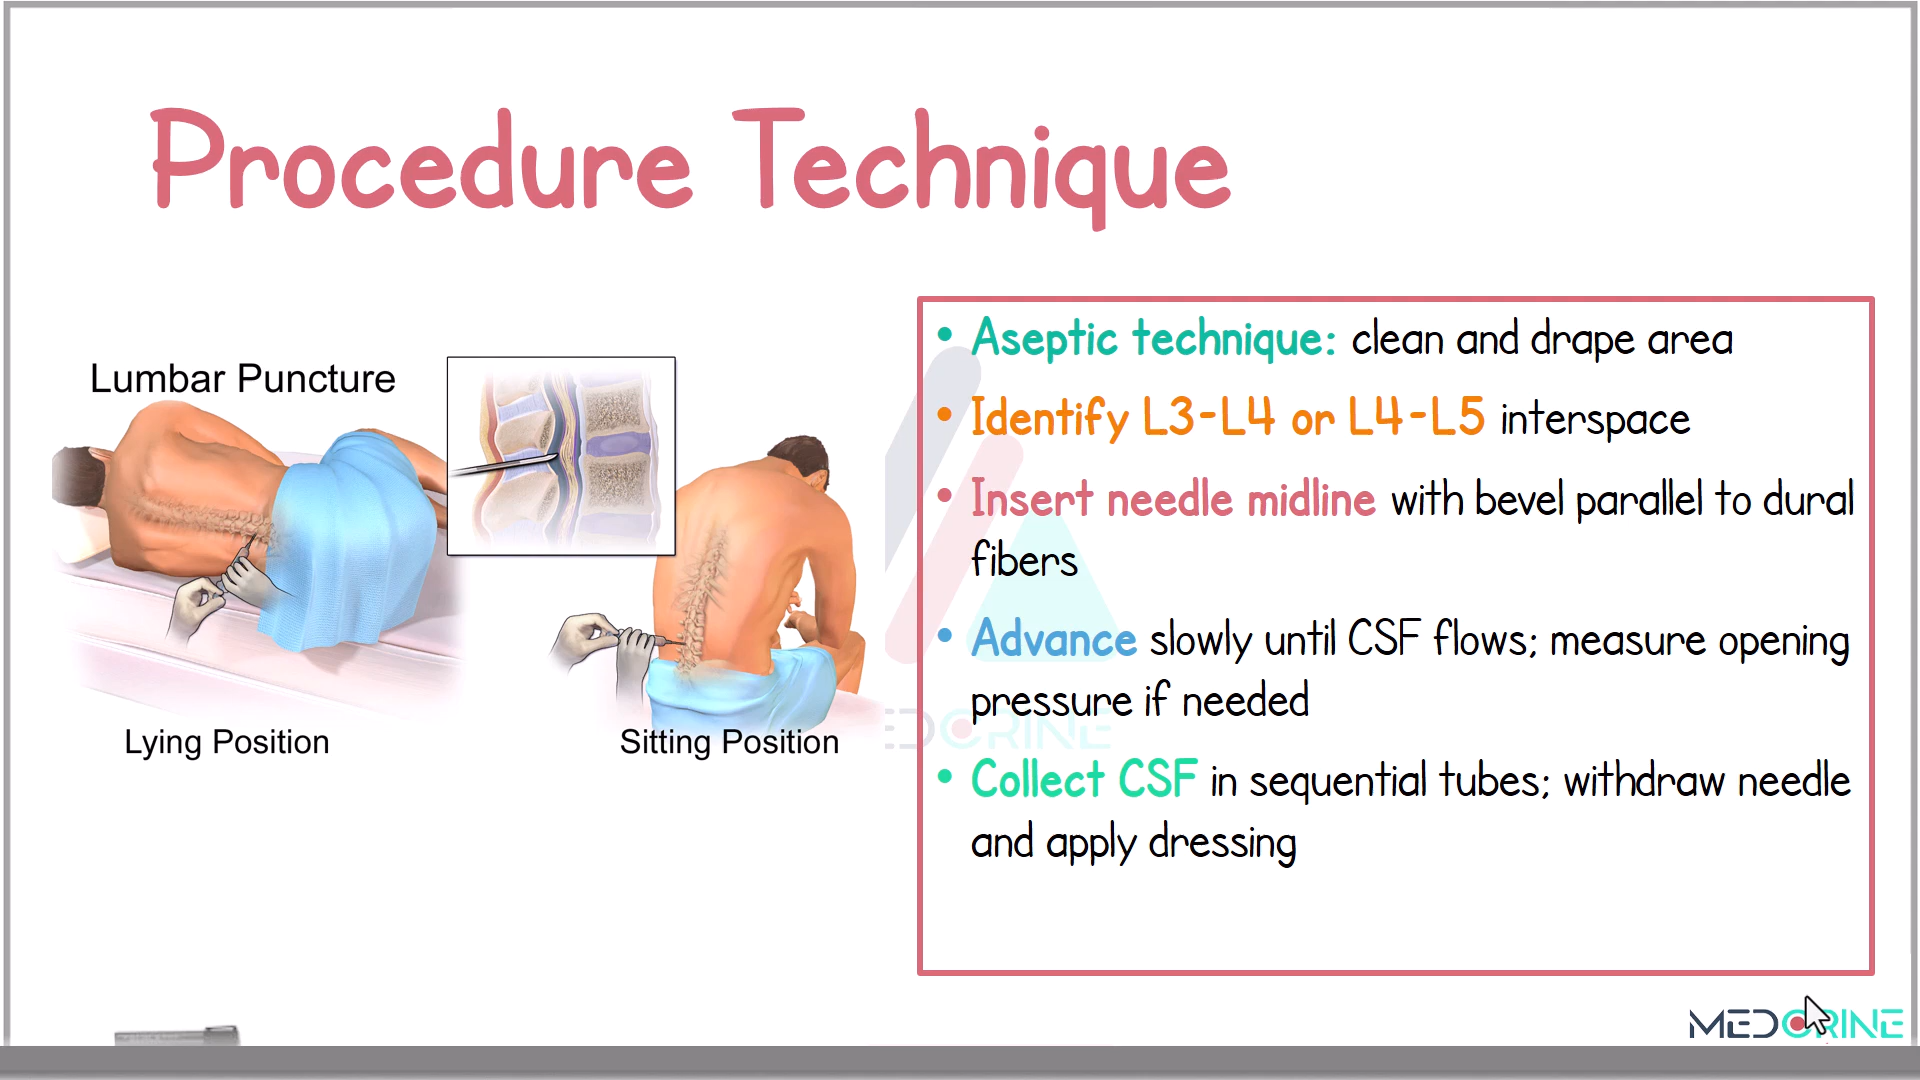 Procedure Technique
Lumbar Puncture
Lying Position
Sitting Position
• Aseptic technique: clean and drape area
• Identify L3-L4 or L4-L5 interspace
• Insert needle midline with bevel parallel to dural
fibers
• Advance slowly until CSF flows; measure opening
pressure if needed
• Collect CSF in sequential tubes; withdraw needle
and apply dressing
EDCRINE
MEDCRINE